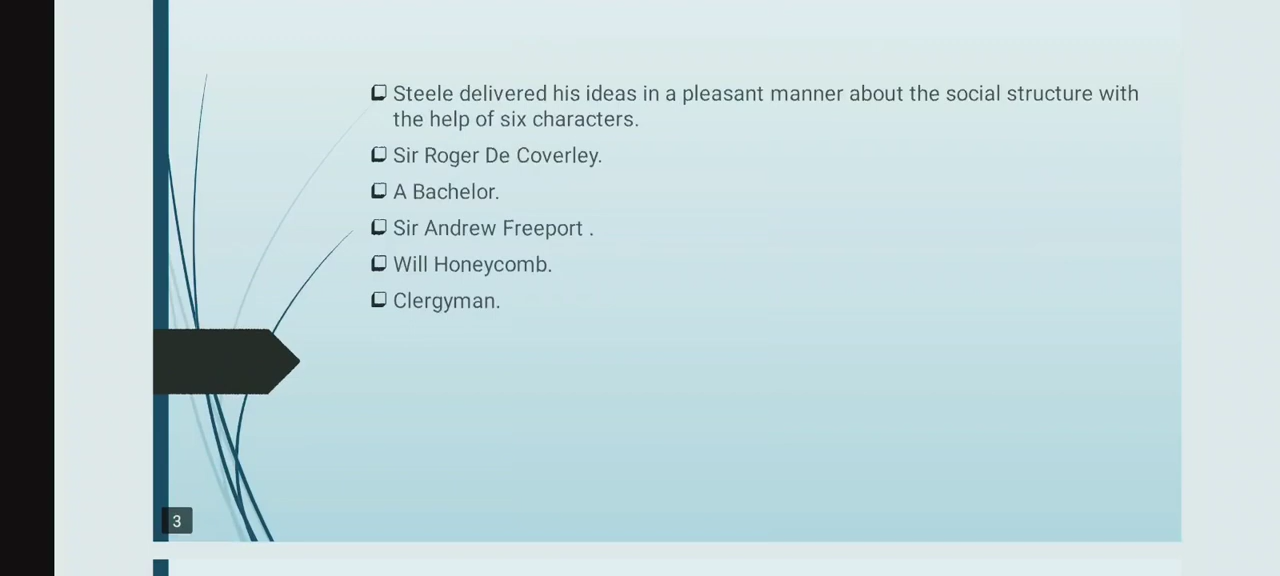 Steele delivered his ideas in a pleasant manner about the social structure with
the help of six characters.
Sir Roger De Coverley.
A Bachelor.
Sir Andrew Freeport .
Will Honeycomb.
Clergyman.
3